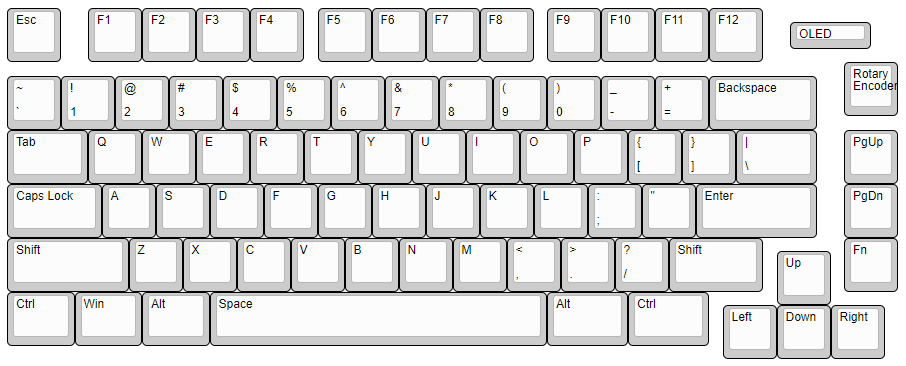 Esc F1 F2 F3 F4 F5 F6 F7 F8 F9 F10 F11 F12 OLED
Rotary
Encoder
~ ! @ # $ % ^ & * ( ) _ + Backspace
` 1 2 3 4 5 6 7 8 9 0 - =
Tab Q W E R T Y U I O P { } | PgUp
[ ] \
Caps Lock A S D F G H J K L : " Enter PgDn
;
Shift Z X C V B N M < > ? Shift Fn
, . /
Up
Ctrl Win Alt Space Alt Ctrl
Left Down Right